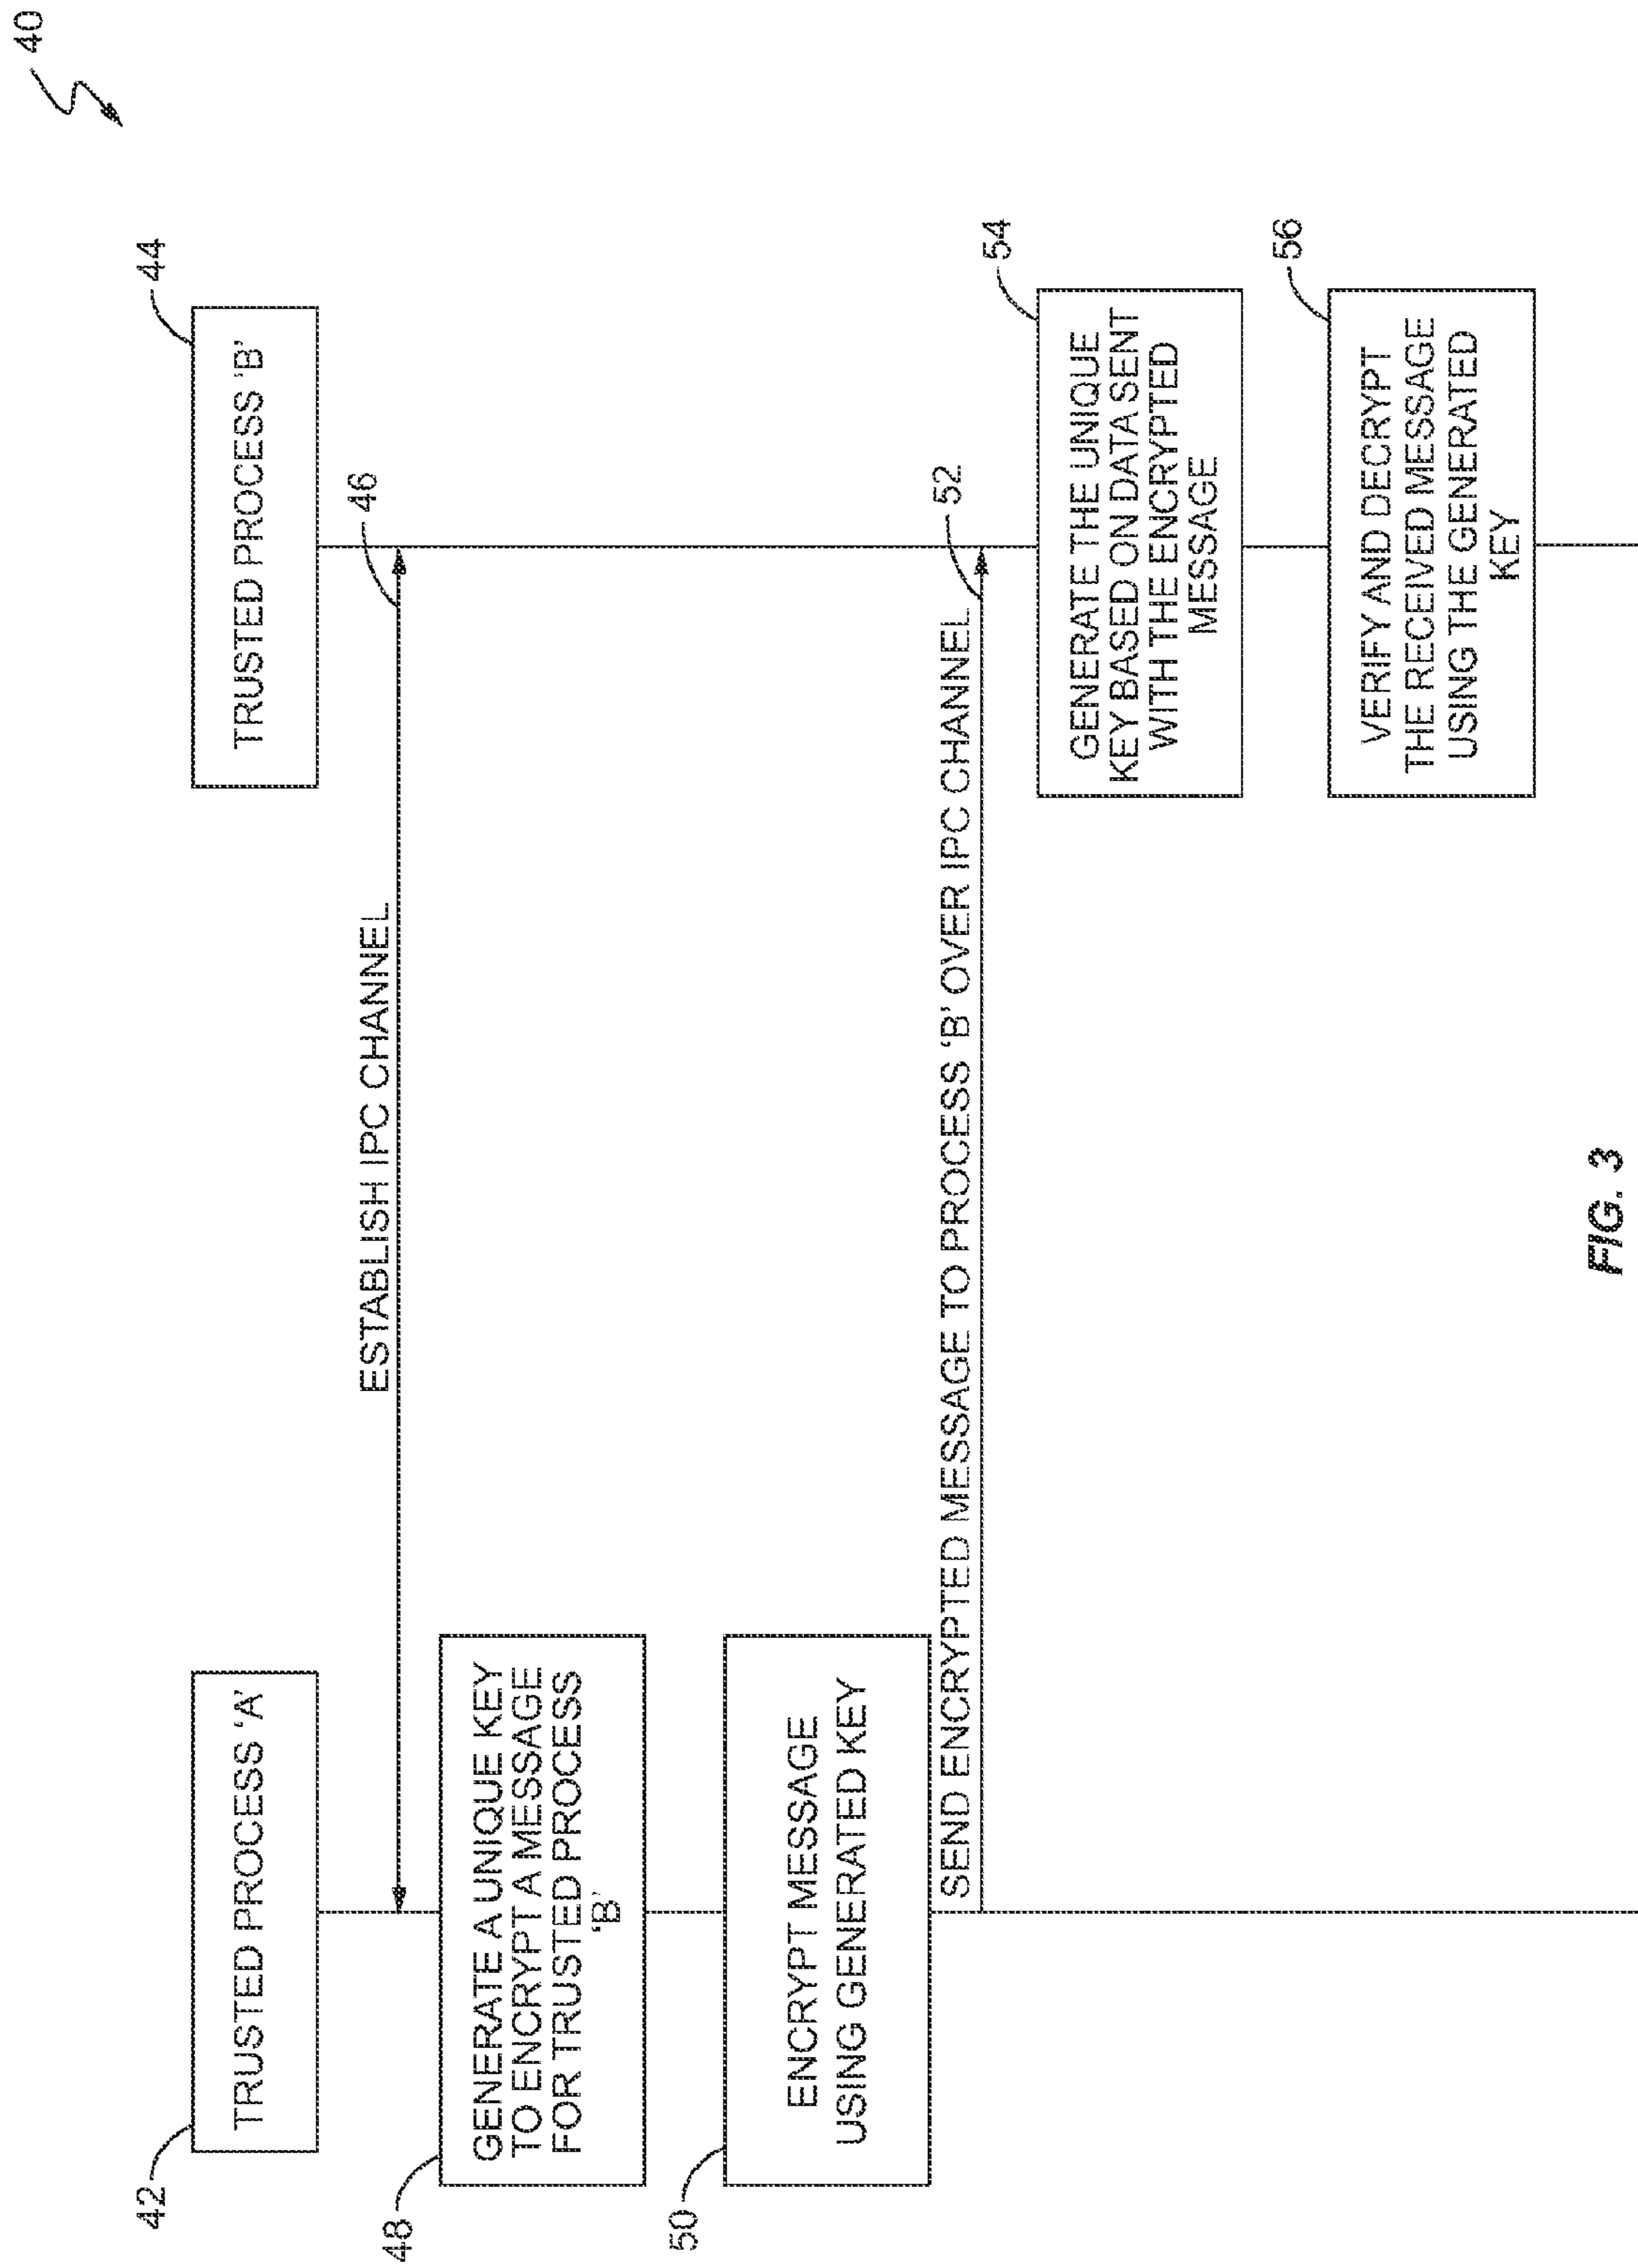 40
42
TRUSTED PROCESS 'A'
44
TRUSTED PROCESS 'B'
ESTABLISH IPC CHANNEL
46
48
GENERATE A UNIQUE KEY
TO ENCRYPT A MESSAGE
FOR TRUSTED PROCESS
'B'
50
ENCRYPT MESSAGE
USING GENERATED KEY
SEND ENCRYPTED MESSAGE TO PROCESS 'B' OVER IPC CHANNEL
52
54
GENERATE THE UNIQUE
KEY BASED ON DATA SENT
WITH THE ENCRYPTED
MESSAGE
56
VERIFY AND DECRYPT
THE RECEIVED MESSAGE
USING THE GENERATED
KEY
FIG. 3